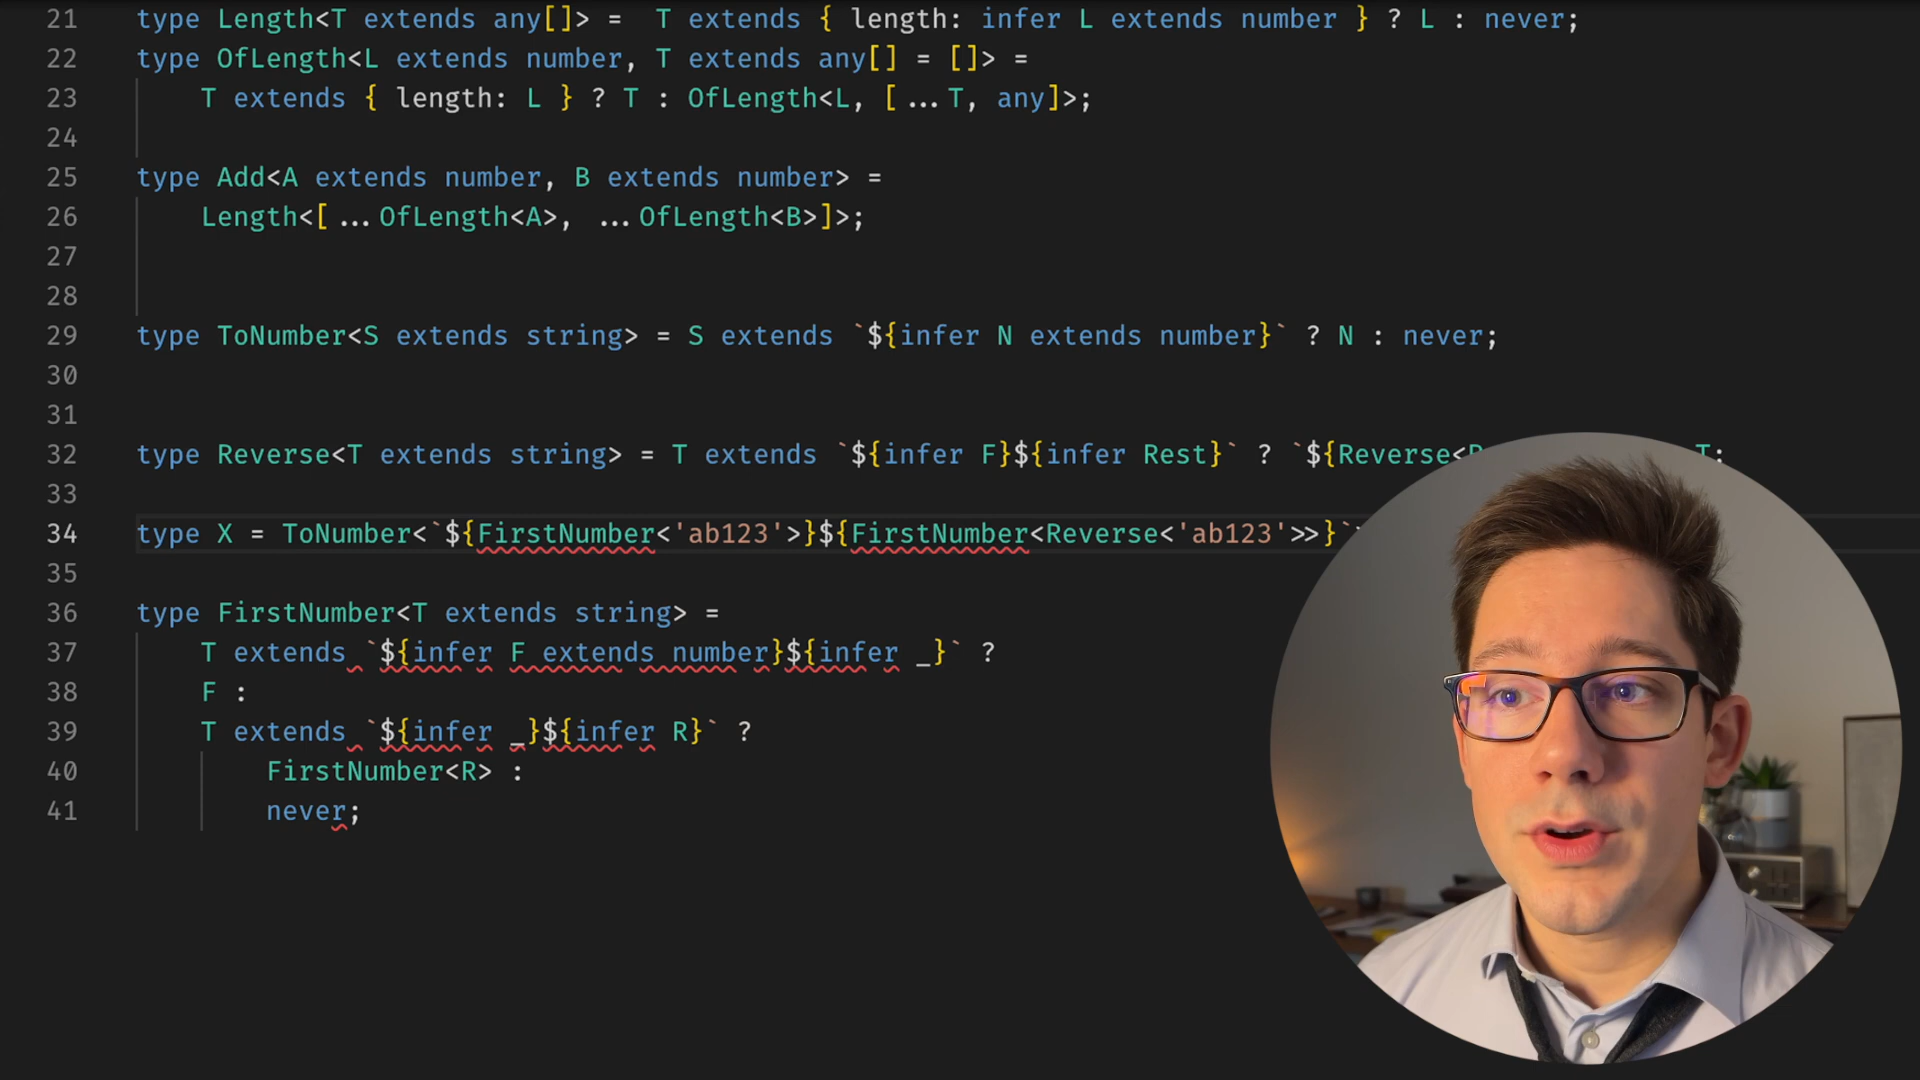 21 type Length<T extends any[]> = T extends { length: infer L extends number } ? L : never;
22 type OfLength<L extends number, T extends any[] = []> =
23 T extends { length: L } ? T : OfLength<L, [...T, any]>;
24
25 type Add<A extends number, B extends number> =
26 Length<[...OfLength<A>, ...OfLength<B>]>;
27
28
29 type ToNumber<S extends string> = S extends `${infer N extends number}` ? N : never;
30
31
32 type Reverse<T extends string> = T extends `${infer F}${infer Rest}` ? `${Reverse< T:
33
34 type X = ToNumber<`${FirstNumber<'ab123'>}${FirstNumber<Reverse<'ab123'>>}`
35
36 type FirstNumber<T extends string> =
37 T extends `${infer F extends number}${infer _}` ?
38 F :
39 T extends `${infer _}${infer R}` ?
40 FirstNumber<R> :
41 never;